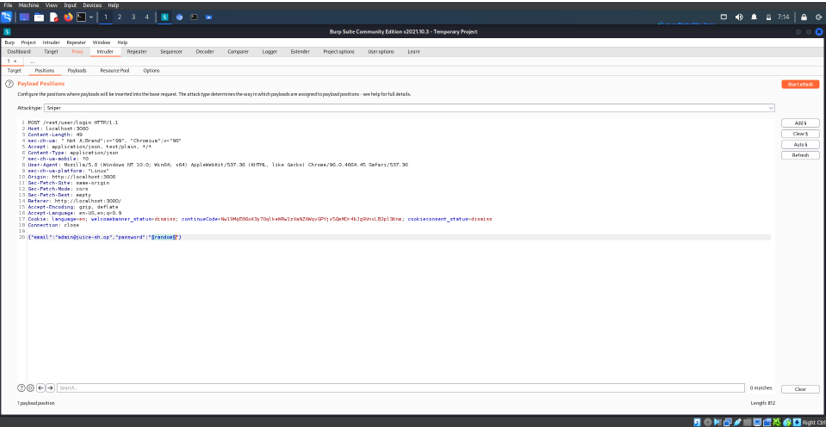 File Machine View Input Devices Help
1 2 3 4
7:14
Burp Suite Community Edition v2021.10.3 - Temporary Project
Burp Project Intruder Repeater Window Help
Dashboard Target Proxy Intruder Repeater Sequencer Decoder Comparer Logger Extender Project options User options Learn
1 × ...
Target Positions Payloads Resource Pool Options
Payload Positions
Start attack
Configure the positions where payloads will be inserted into the base request. The attack type determines the way in which payloads are assigned to payload positions - see help for full details.
Attack type: Sniper
Add §
Clear §
Auto §
Refresh
1 POST /rest/user/login HTTP/1.1
2 Host: localhost:3000
3 Content-Length: 49
4 sec-ch-ua: " Not A;Brand";v="99", "Chromium";v="96"
5 Accept: application/json, text/plain, */*
6 Content-Type: application/json
7 sec-ch-ua-mobile: ?0
8 User-Agent: Mozilla/5.0 (Windows NT 10.0; Win64; x64) AppleWebKit/537.36 (KHTML, like Gecko) Chrome/96.0.4664.45 Safari/537.36
9 sec-ch-ua-platform: "Linux"
10 Origin: http://localhost:3000
11 Sec-Fetch-Site: same-origin
12 Sec-Fetch-Mode: cors
13 Sec-Fetch-Dest: empty
14 Referer: http://localhost:3000/
15 Accept-Encoding: gzip, deflate
16 Accept-Language: en-US,en;q=0.9
17 Cookie: language=en; welcomebanner_status=dismiss; cookieconsent_status=dismiss
18 Connection: close
19
20 {"email":"admin@juice-sh.op","password":"§random§"}
Search...
0 matches
Clear
1 payload position
Length: 812
Right Ctrl